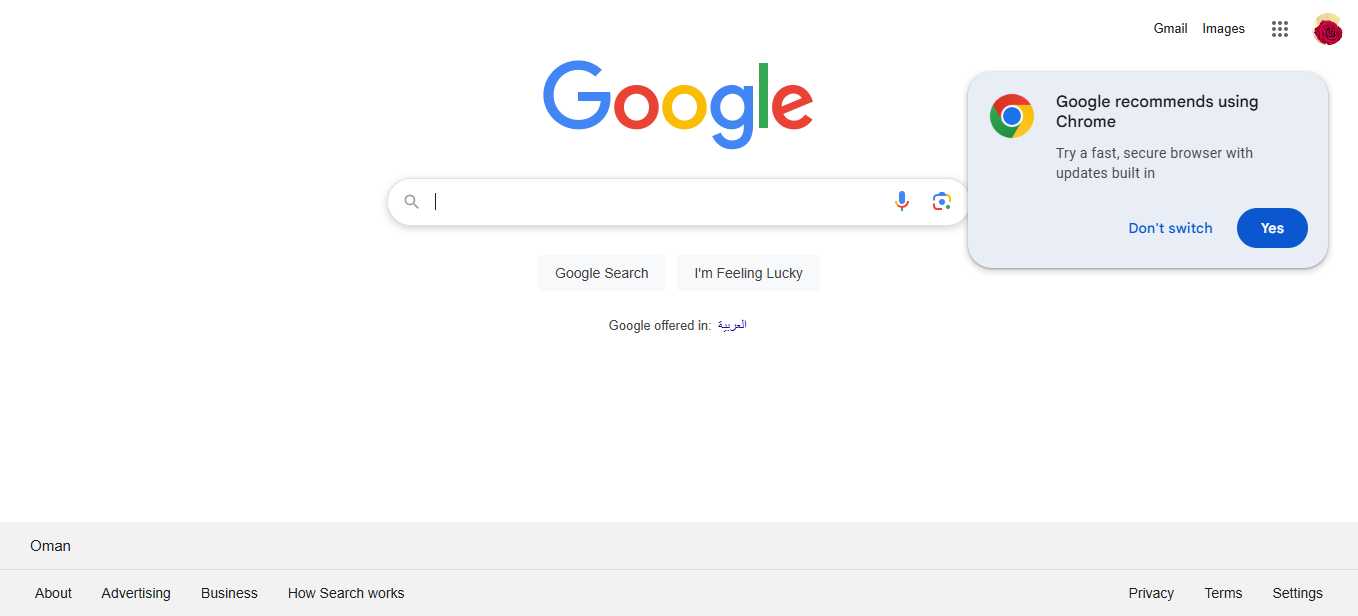 Gmail Images
Google
Google recommends using
Chrome
Try a fast, secure browser with
updates built in
Don't switch Yes
Google Search I'm Feeling Lucky
Google offered in: العربية
Oman
About Advertising Business How Search works Privacy Terms Settings